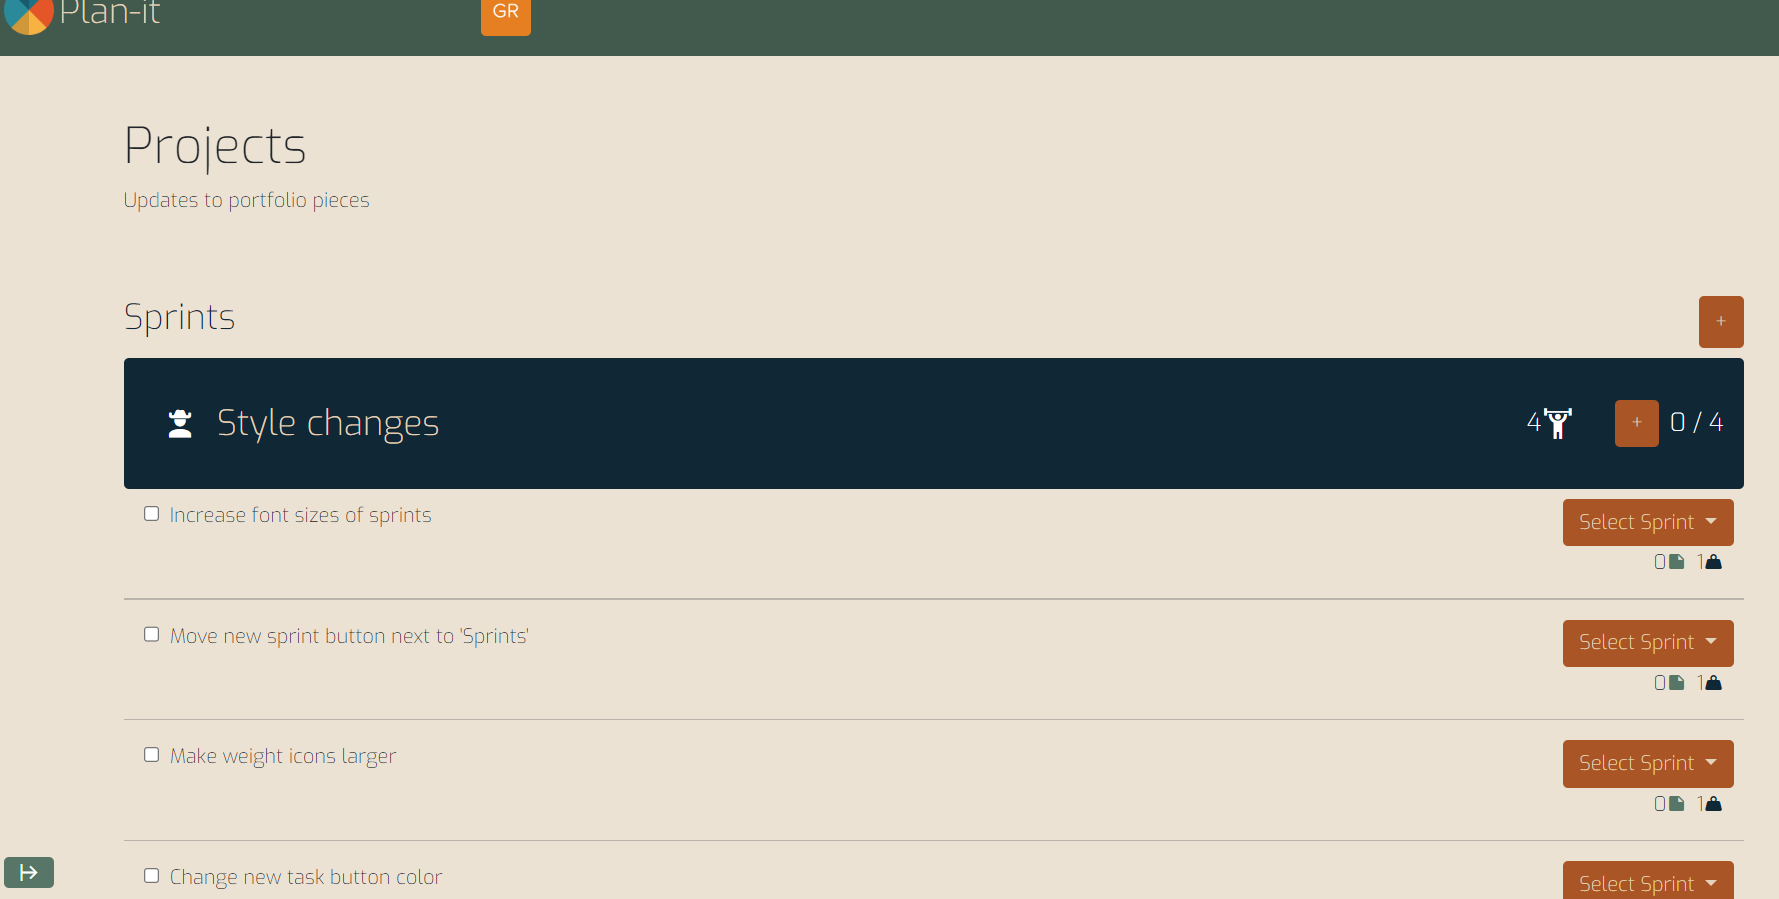 Plan-it
GR
Projects
Updates to portfolio pieces
Sprints
+
Style changes
4
+
0 / 4
Increase font sizes of sprints
Select Sprint
0 1
Move new sprint button next to 'Sprints'
Select Sprint
0 1
Make weight icons larger
Select Sprint
0 1
Change new task button color
Select Sprint